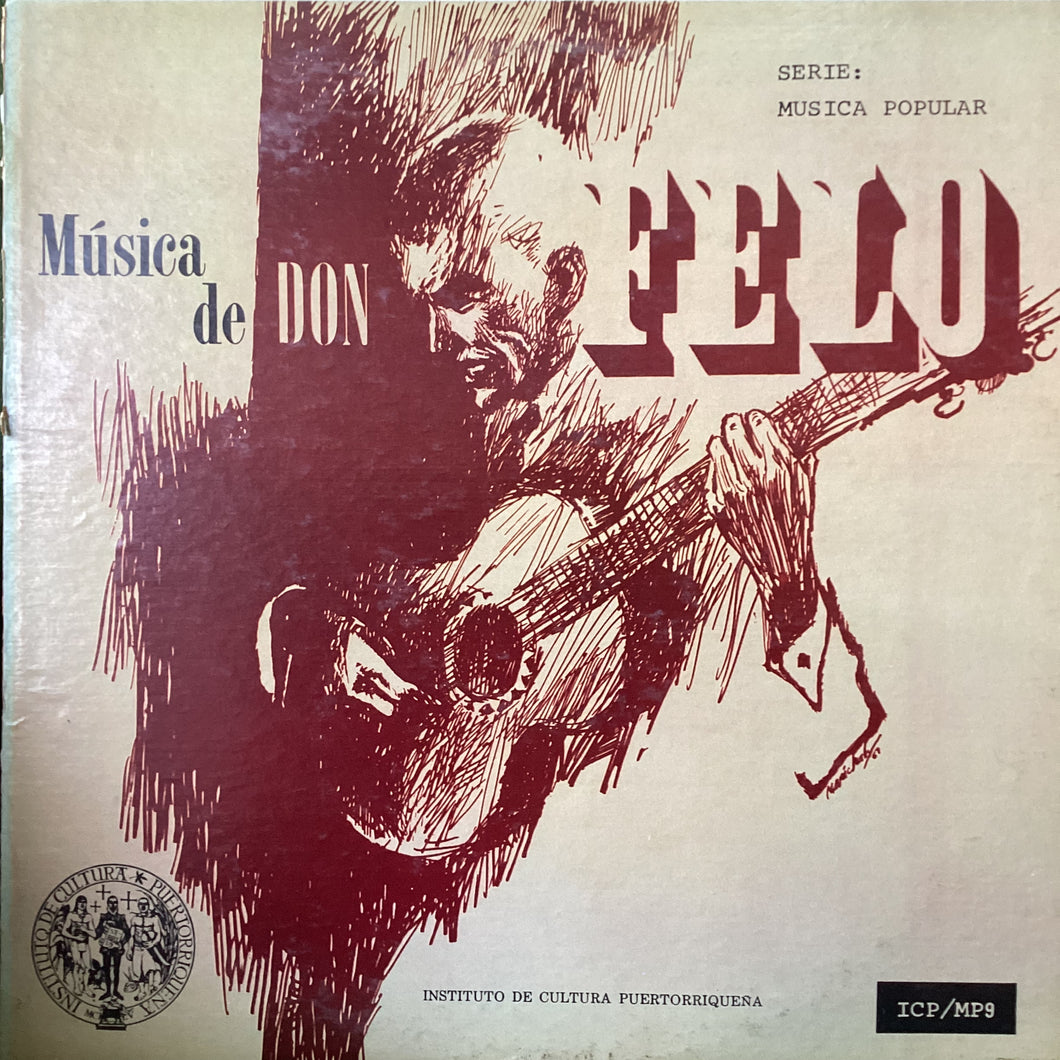 SERIE:
MUSICA POPULAR
Música
de DON FELO
INSTITUTO DE CULTURA PUERTORRIQUEÑA
INSTITUTO DE CULTURA PUERTORRIQUEÑA
ICP/MP9